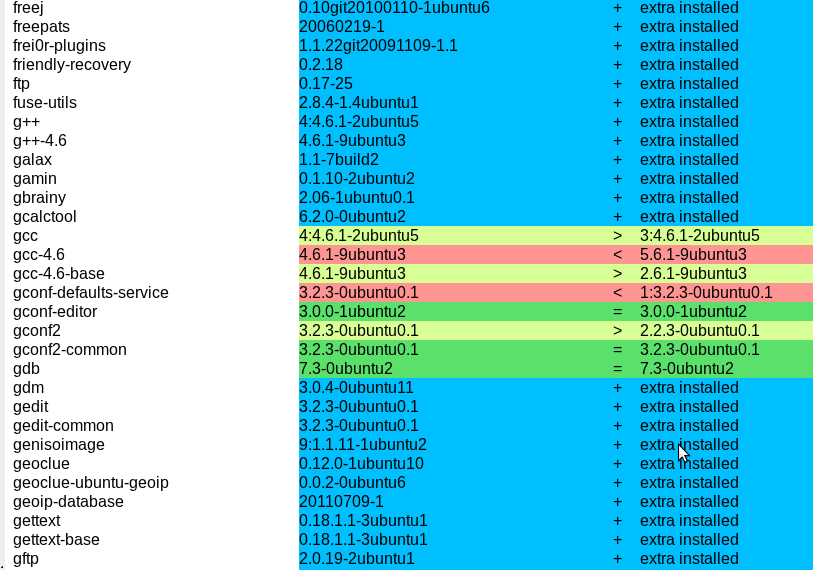 freej 0.10git20100110-1ubuntu6 + extra installed
freepats 20060219-1 + extra installed
frei0r-plugins 1.1.22git20091109-1.1 + extra installed
friendly-recovery 0.2.18 + extra installed
ftp 0.17-25 + extra installed
fuse-utils 2.8.4-1.4ubuntu1 + extra installed
g++ 4:4.6.1-2ubuntu5 + extra installed
g++-4.6 4.6.1-9ubuntu3 + extra installed
galax 1.1-7build2 + extra installed
gamin 0.1.10-2ubuntu2 + extra installed
gbrainy 2.06-1ubuntu0.1 + extra installed
gcalctool 6.2.0-0ubuntu2 + extra installed
gcc 4:4.6.1-2ubuntu5 > 3:4.6.1-2ubuntu5
gcc-4.6 4.6.1-9ubuntu3 < 5.6.1-9ubuntu3
gcc-4.6-base 4.6.1-9ubuntu3 > 2.6.1-9ubuntu3
gconf-defaults-service 3.2.3-0ubuntu0.1 < 1:3.2.3-0ubuntu0.1
gconf-editor 3.0.0-1ubuntu2 = 3.0.0-1ubuntu2
gconf2 3.2.3-0ubuntu0.1 > 2.2.3-0ubuntu0.1
gconf2-common 3.2.3-0ubuntu0.1 = 3.2.3-0ubuntu0.1
gdb 7.3-0ubuntu2 = 7.3-0ubuntu2
gdm 3.0.4-0ubuntu11 + extra installed
gedit 3.2.3-0ubuntu0.1 + extra installed
gedit-common 3.2.3-0ubuntu0.1 + extra installed
genisoimage 9:1.1.11-1ubuntu2 + extra installed
geoclue 0.12.0-1ubuntu10 + extra installed
geoclue-ubuntu-geoip 0.0.2-0ubuntu6 + extra installed
geoip-database 20110709-1 + extra installed
gettext 0.18.1.1-3ubuntu1 + extra installed
gettext-base 0.18.1.1-3ubuntu1 + extra installed
gftp 2.0.19-2ubuntu1 + extra installed